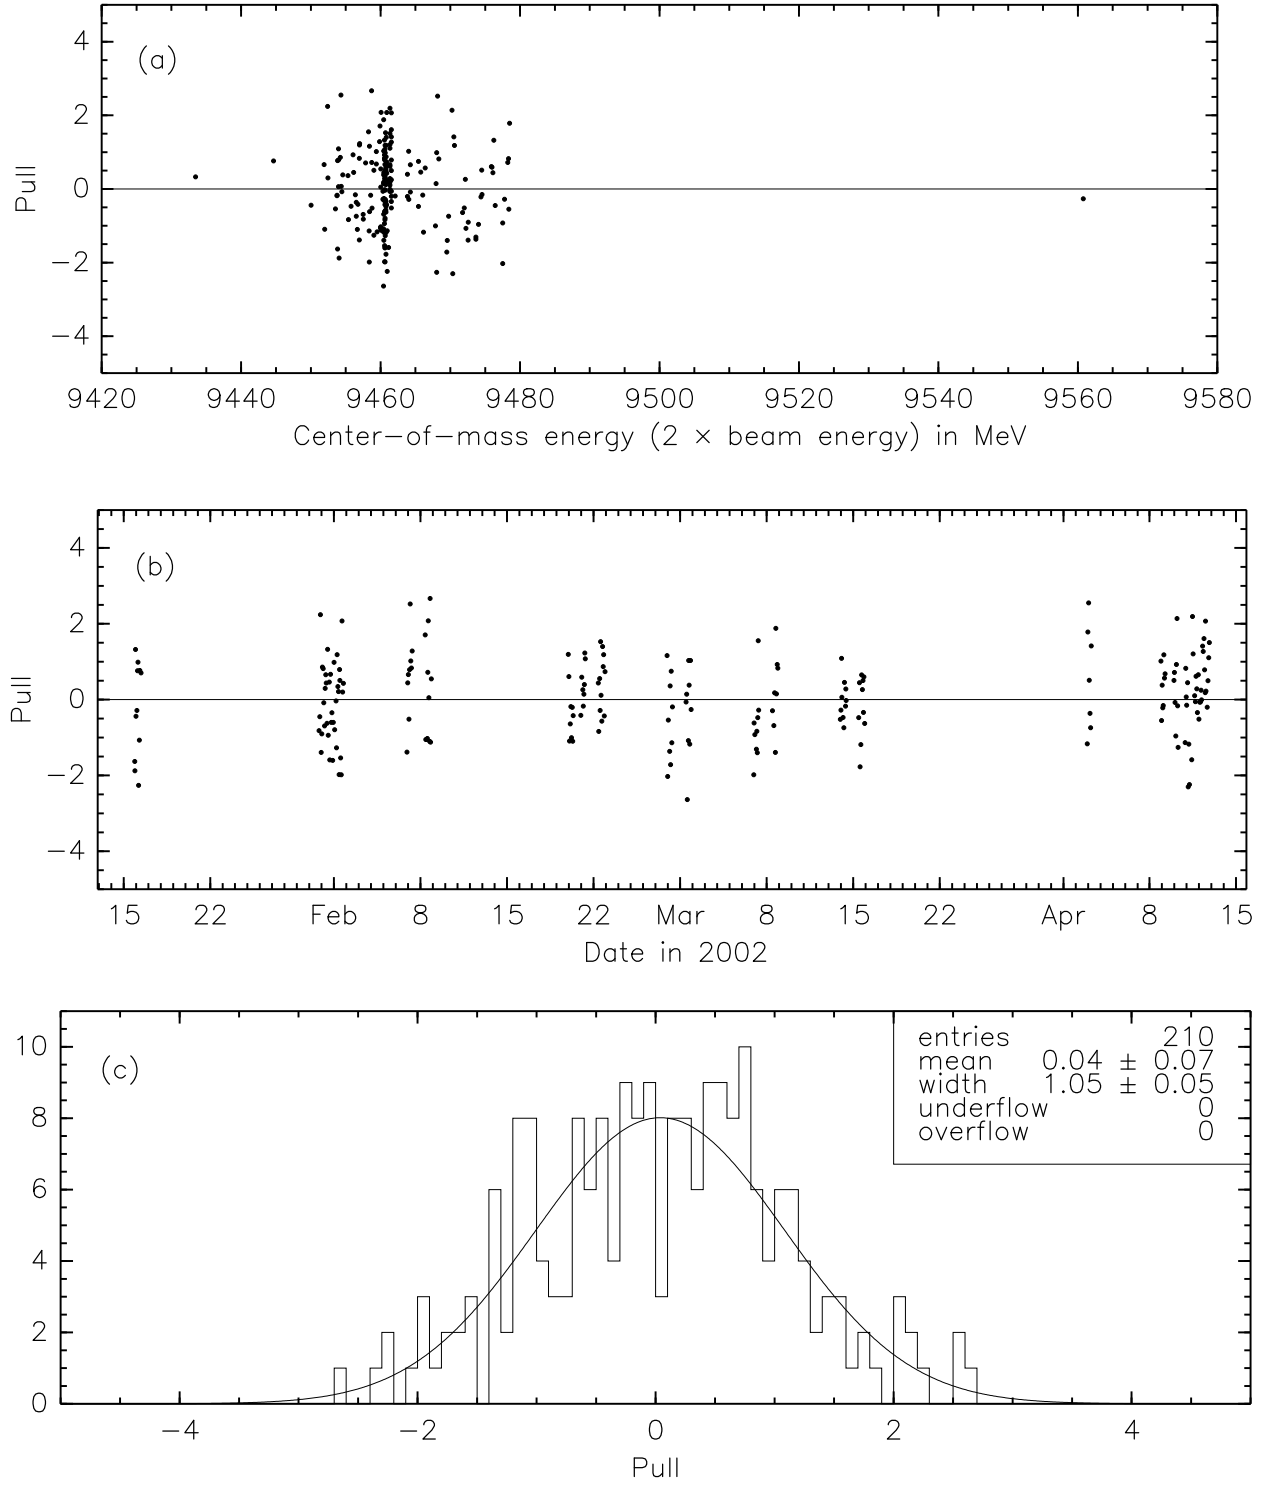 4
(a)
2
Pull
0
−2
−4
9420 9440 9460 9480 9500 9520 9540 9560 9580
Center−of−mass energy (2 × beam energy) in MeV
4
(b)
2
Pull
0
−2
−4
15 22 Feb 8 15 22 Mar 8 15 22 Apr 8 15
Date in 2002
10
(c)
8
6
4
2
0
entries 210
mean 0.04 ± 0.07
width 1.05 ± 0.05
underflow 0
overflow 0
−4 −2 0 2 4
Pull